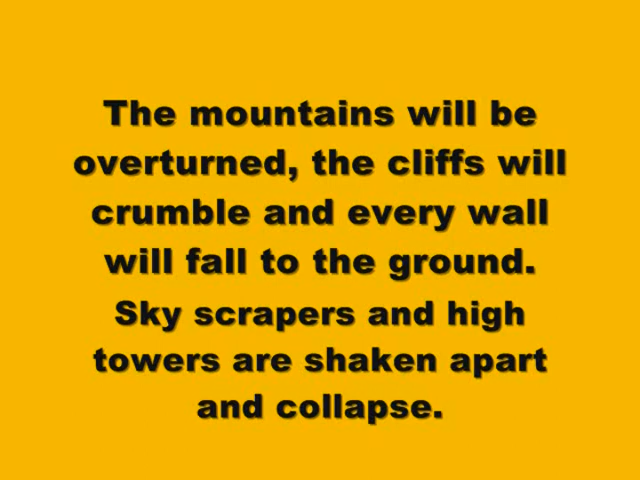 The mountains will be
overturned, the cliffs will
crumble and every wall
will fall to the ground.
Sky scrapers and high
towers are shaken apart
and collapse.